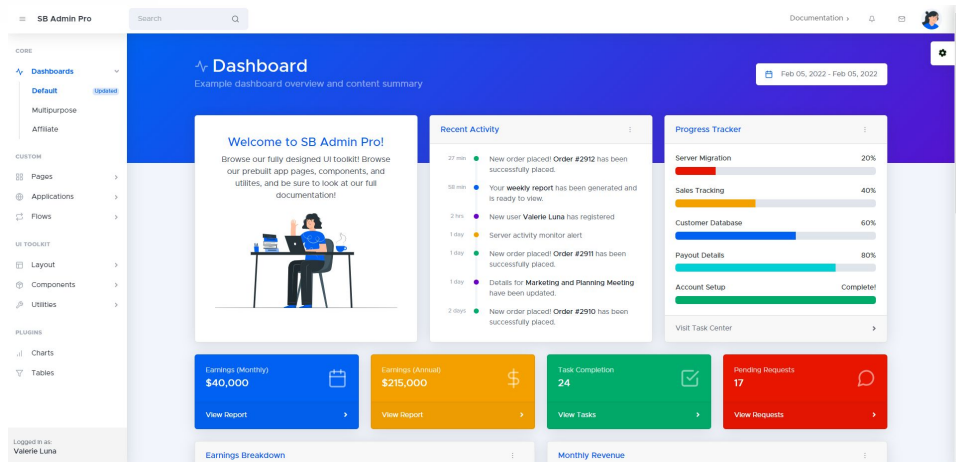 SB Admin Pro
Search
Documentation
CORE
Dashboards
Default
Updated
Multipurpose
Affiliate
CUSTOM
Pages
Applications
Flows
UI TOOLKIT
Layout
Components
Utilities
PLUGINS
Charts
Tables
Logged in as:
Valerie Luna
Dashboard
Example dashboard overview and content summary
Feb 05, 2022 - Feb 05, 2022
Welcome to SB Admin Pro!
Browse our fully designed UI toolkit! Browse
our prebuilt app pages, components, and
utilites, and be sure to look at our full
documentation!
Recent Activity
27 min New order placed! Order #2912 has been
successfully placed.
58 min Your weekly report has been generated and
is ready to view.
2 hrs New user Valerie Luna has registered
1 day Server activity monitor alert
1 day New order placed! Order #2911 has been
successfully placed.
1 day Details for Marketing and Planning Meeting
have been updated.
2 days New order placed! Order #2910 has been
successfully placed.
Progress Tracker
Server Migration 20%
Sales Tracking 40%
Customer Database 60%
Payout Details 80%
Account Setup Complete!
Visit Task Center
Earnings (Monthly)
$40,000
View Report
Earnings (Annual)
$215,000
View Report
Task Completion
24
View Tasks
Pending Requests
17
View Requests
Earnings Breakdown
Monthly Revenue